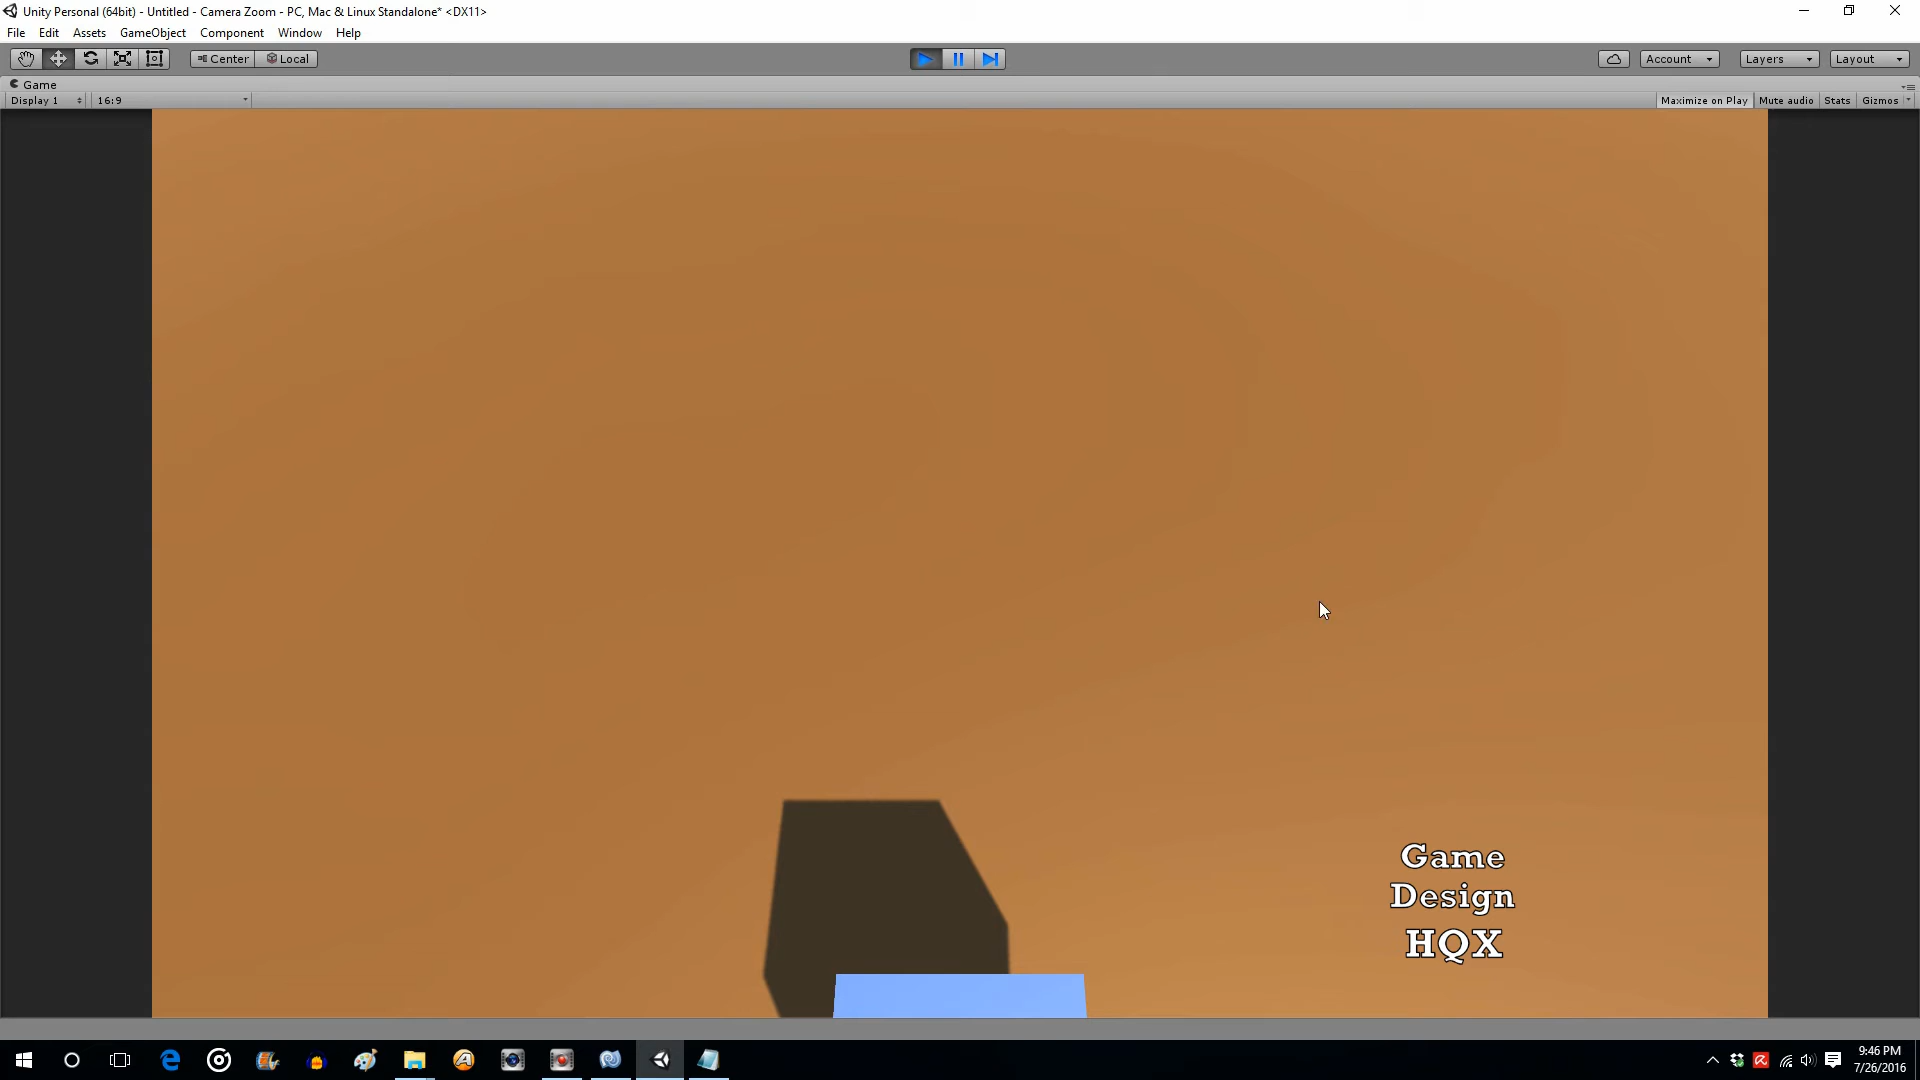 Unity Personal (64bit) - Untitled - Camera Zoom - PC, Mac & Linux Standalone* <DX11>
File Edit Assets GameObject Component Window Help
Center Local Account Layers Layout
Game
Display 1 16:9 Maximize on Play Mute audio Stats Gizmos
Game
Design
HQX
9:46 PM
7/26/2016